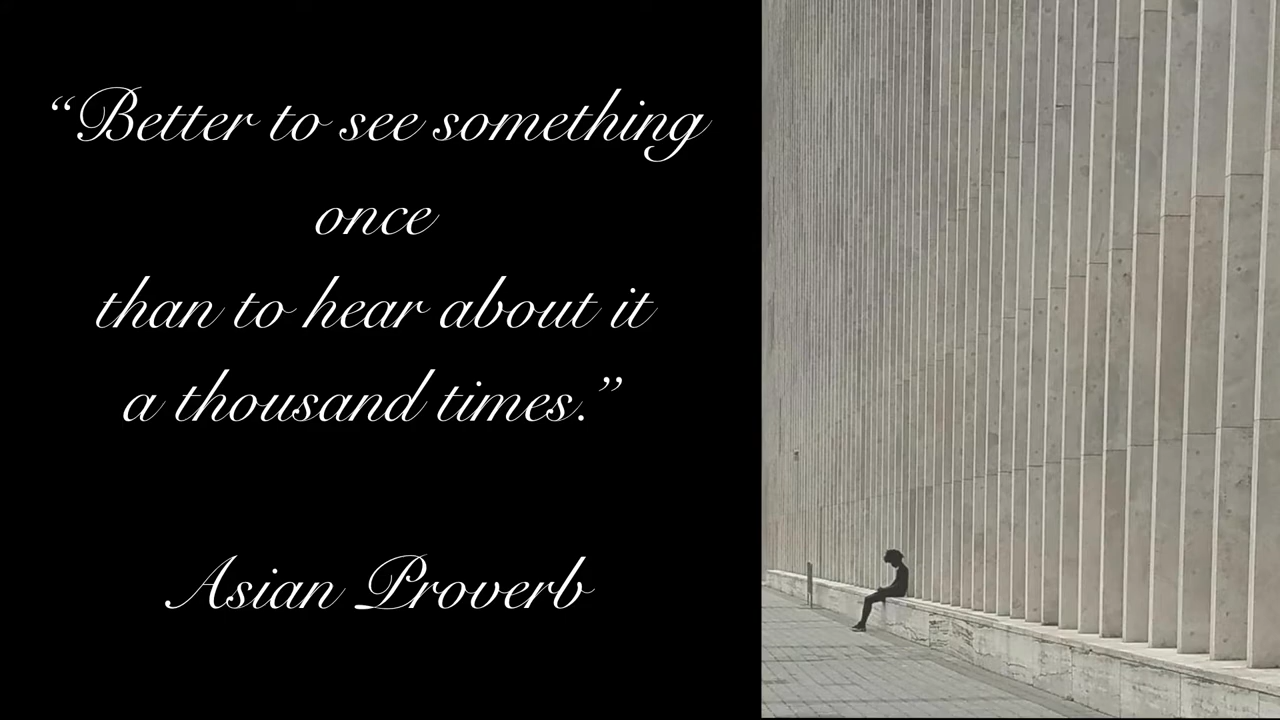 “Better to see something
once
than to hear about it
a thousand times.”
Asian Proverb